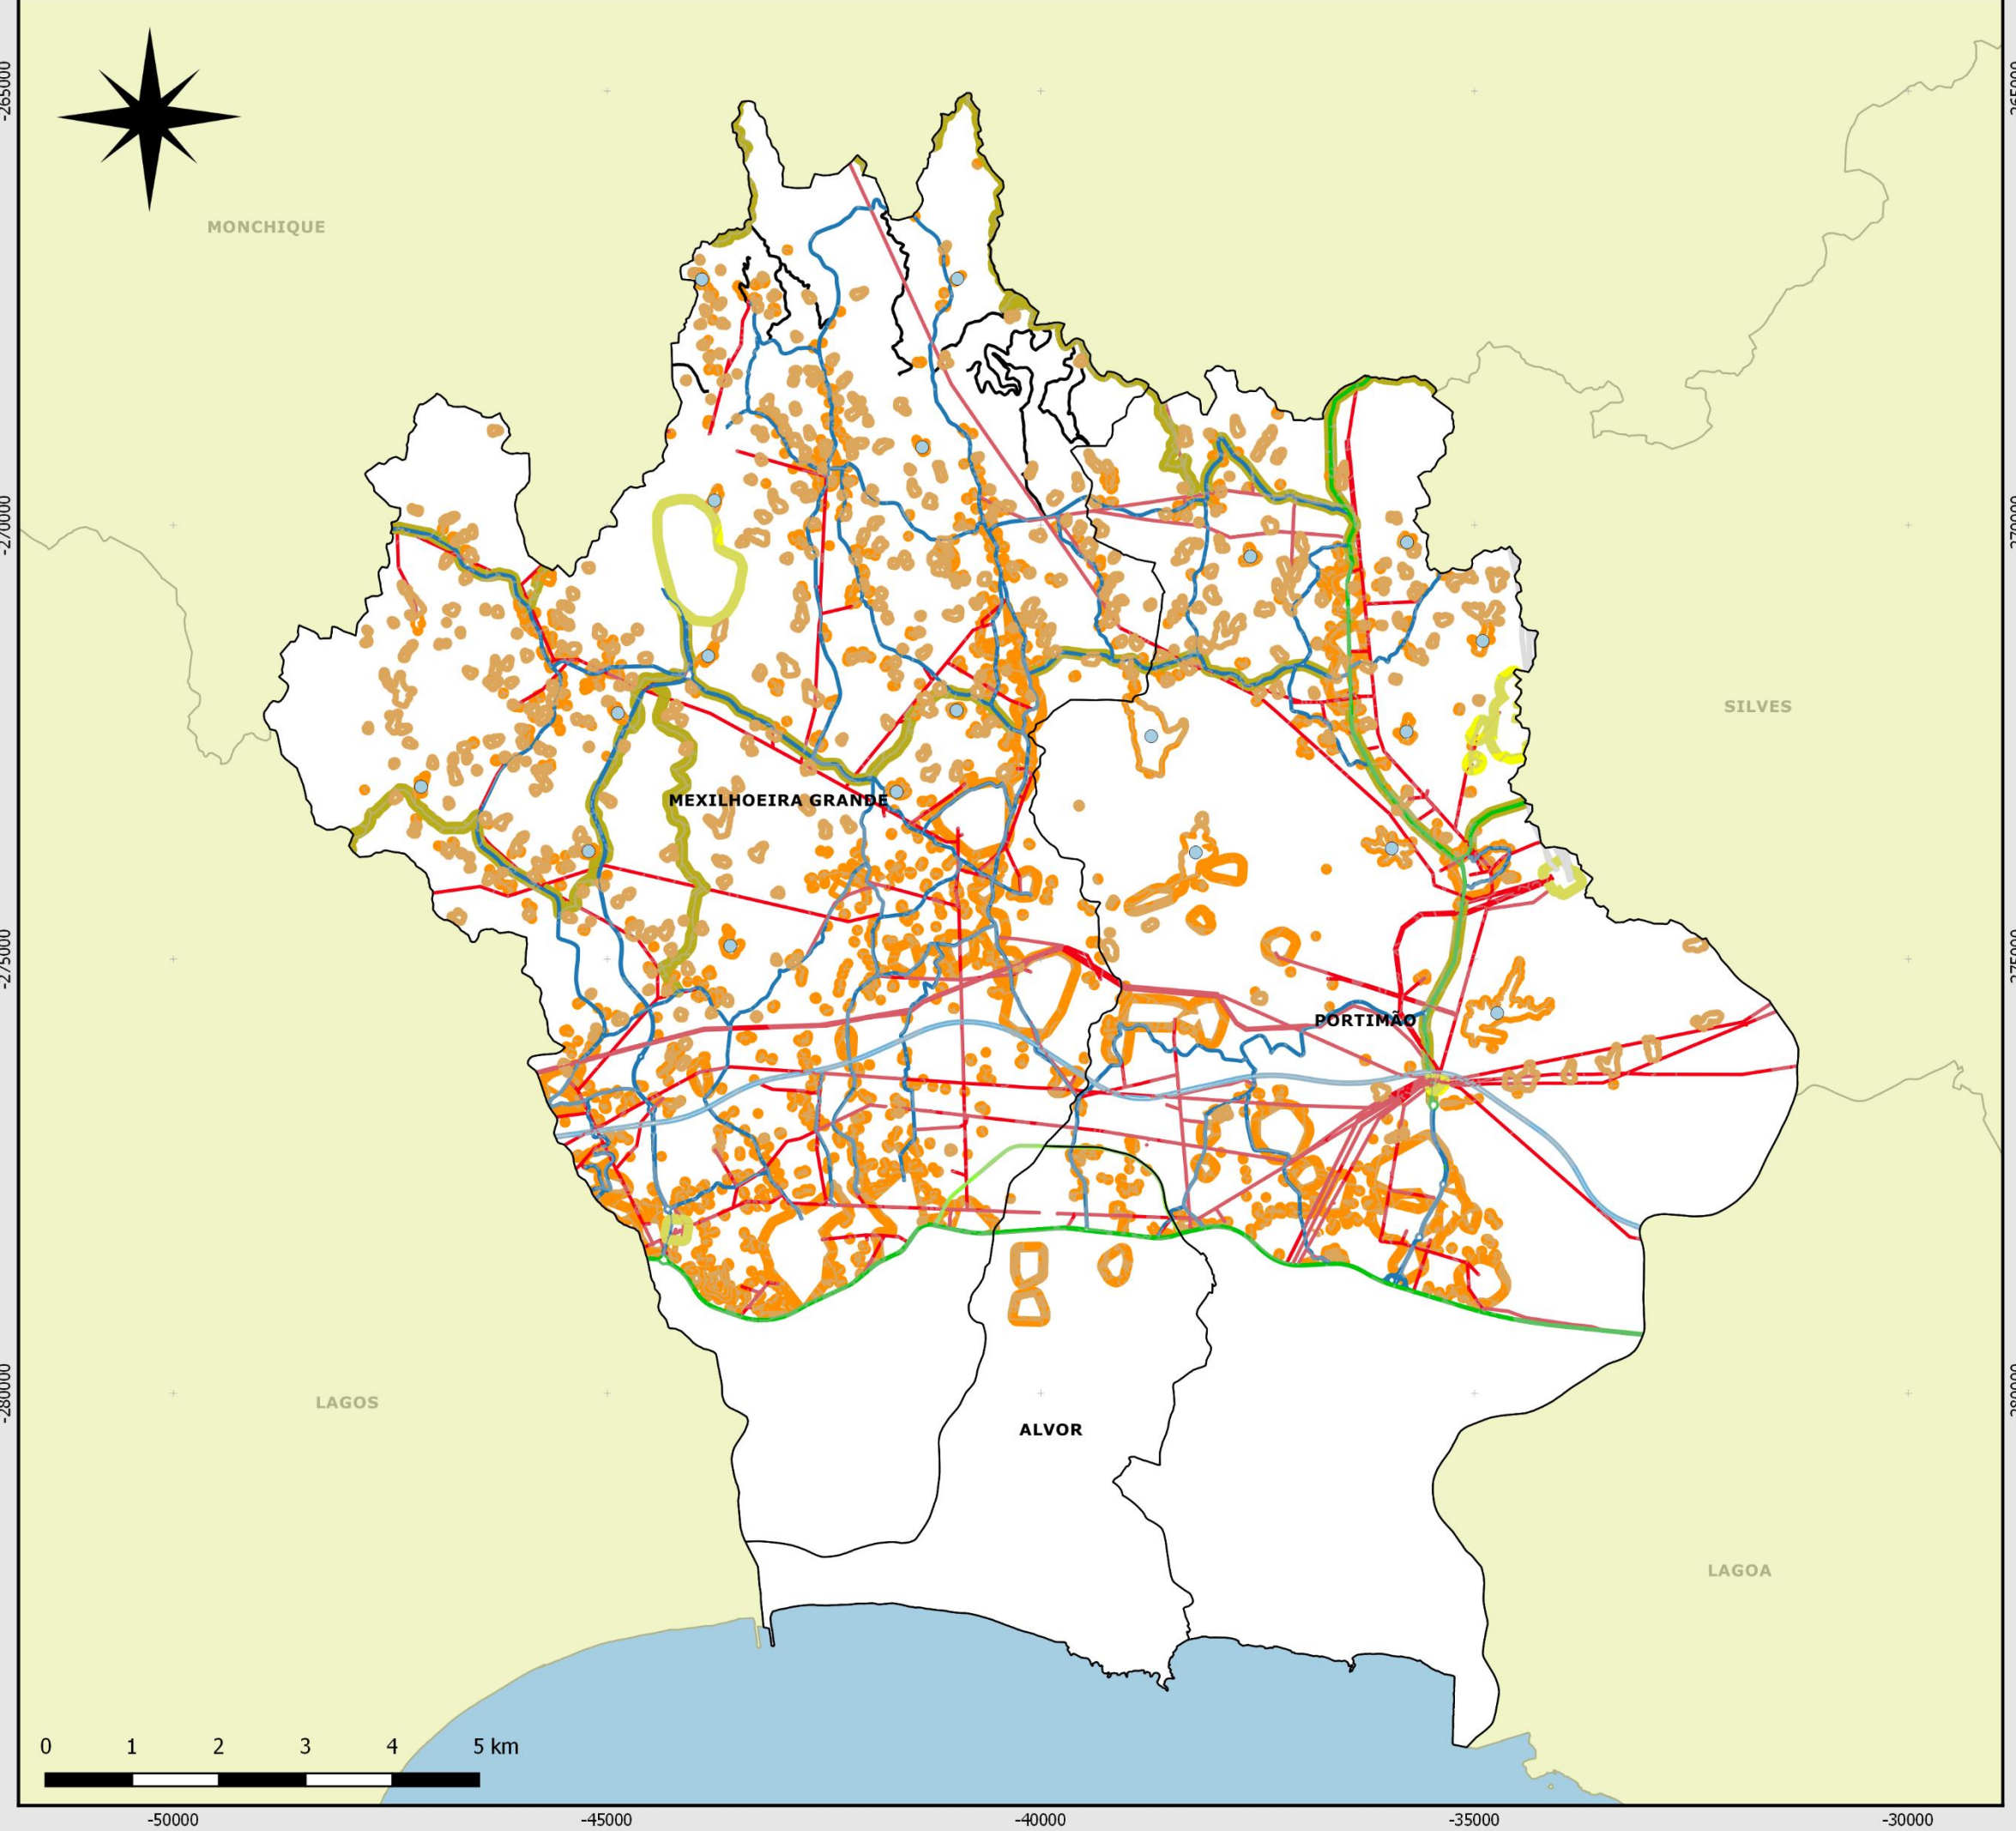 MONCHIQUE
SILVES
MEXILHOEIRA GRANDE
PORTIMÃO
LAGOS
ALVOR
LAGOA
0 1 2 3 4 5 km
-265000
-270000
-275000
-280000
-50000 -45000 -40000 -35000 -30000